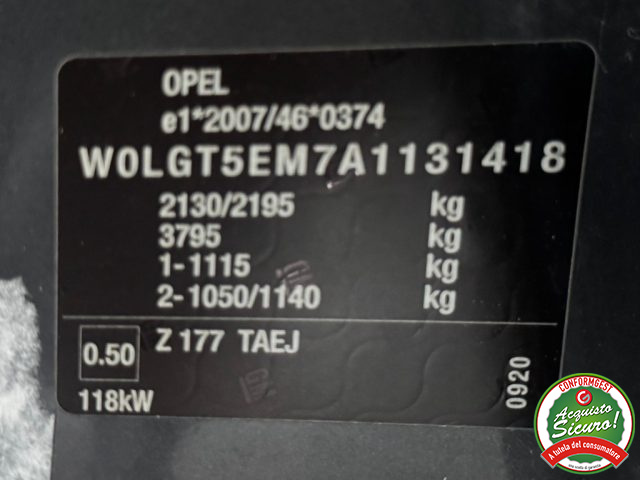 OPEL
e1*2007/46*0374
W0LGT5EM7A1131418
2130/2195 kg
3795 kg
1-1115 kg
2-1050/1140 kg
0.50 Z 177 TAEJ
118kW
0920
CONFORMGEST
Acquisto
Sicuro!
A tutela del consumatore